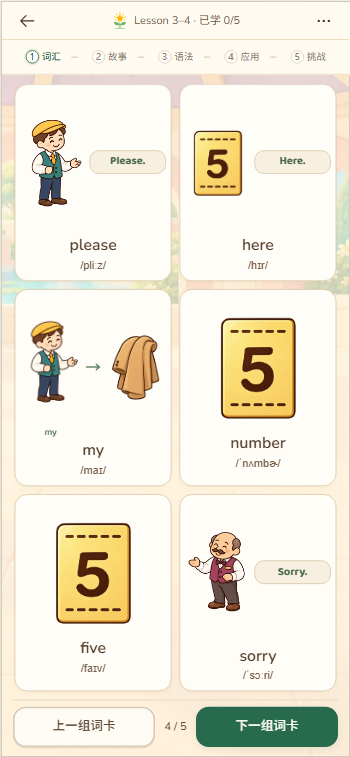 Lesson 3–4 · 已学 0/5
1 词汇 – 2 故事 – 3 语法 – 4 应用 – 5 挑战
Please.
please
/pliːz/
5
Here.
here
/hɪr/
→
my
my
/maɪ/
5
number
/ˈnʌmbɚ/
5
five
/faɪv/
Sorry.
sorry
/ˈsɔːri/
上一组词卡
4 / 5
下一组词卡